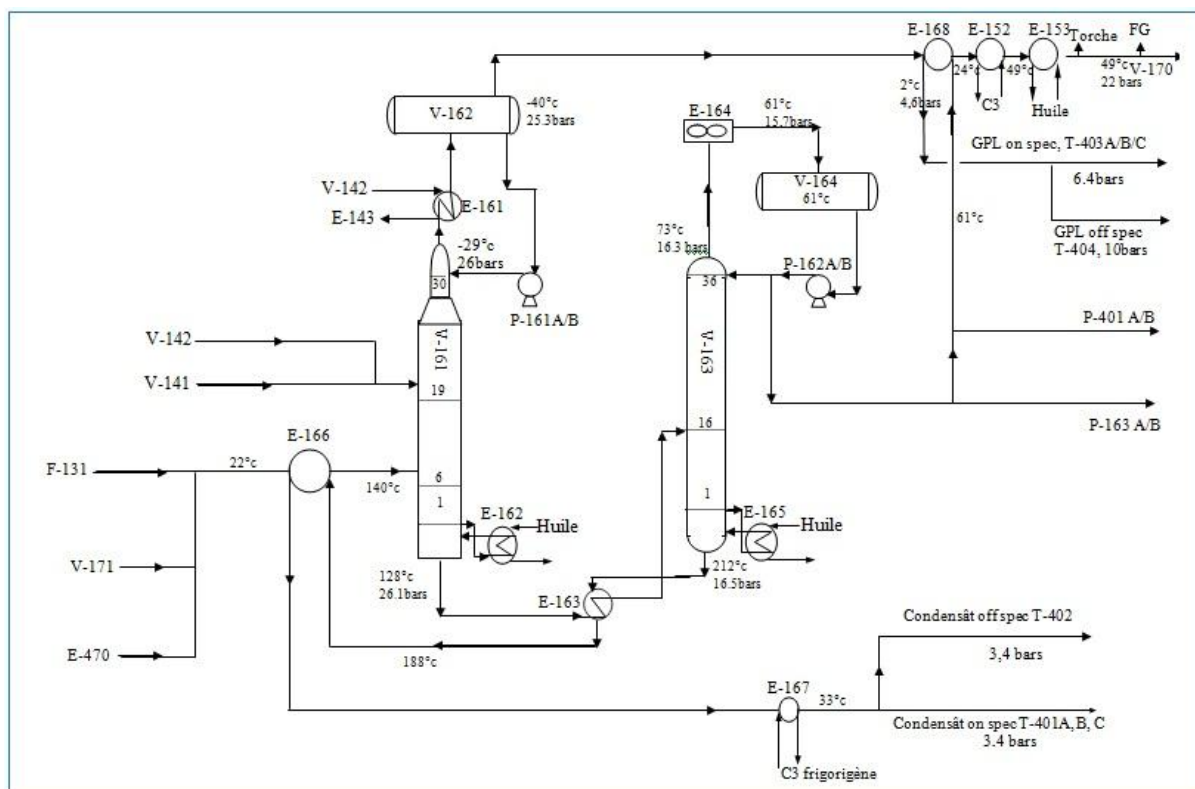 E-168
E-152
E-153
Torche
FG
24°c
49°c
49°c
22 bars
V-170
2°c
4,6bars
C3
Huile
-40°c
25.3bars
V-162
E-164
61°c
15.7bars
GPL on spec, T-403A/B/C
6.4bars
V-142
E-143
E-161
V-164
61°c
61°c
GPL off spec
T-404, 10bars
-29°c
26bars
73°c
16.3 bars
30
P-161A/B
36
P-162A/B
V-142
V-161
V-163
P-401 A/B
V-141
19
16
P-163 A/B
E-166
F-131
22°c
140°c
6
1
1
E-162
Huile
E-165
Huile
V-171
128°c
26.1bars
E-163
212°c
16.5bars
E-470
188°c
Condensât off spec T-402
3,4 bars
E-167
33°c
Condensât on spec T-401A, B, C
3.4 bars
C3 frigorigène